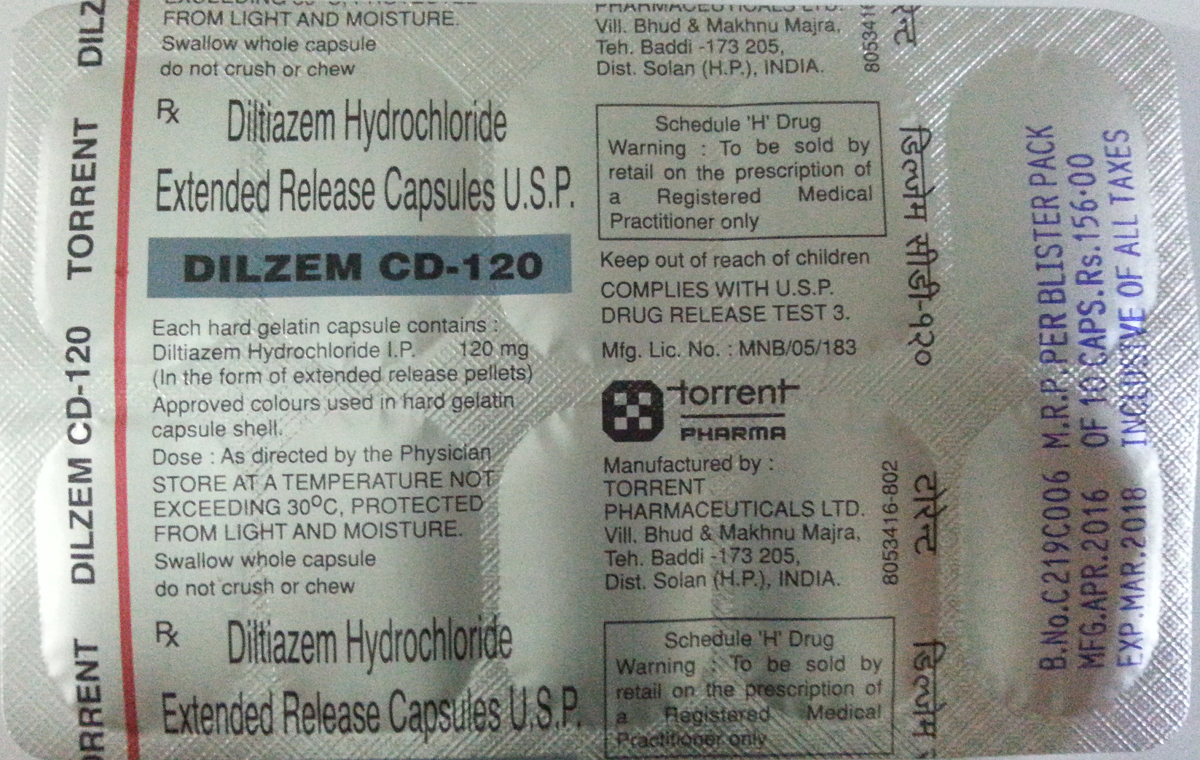 DILZ
TORRENT
DILZEM CD-120
TORRENT
FROM LIGHT AND MOISTURE.
Swallow whole capsule
do not crush or chew
Rx
Diltiazem Hydrochloride
Extended Release Capsules U.S.P.
DILZEM CD-120
Each hard gelatin capsule contains :
Diltiazem Hydrochloride I.P. 120 mg
(In the form of extended release pellets)
Approved colours used in hard gelatin
capsule shell.
Dose : As directed by the Physician
STORE AT A TEMPERATURE NOT
EXCEEDING 30°C, PROTECTED
FROM LIGHT AND MOISTURE.
Swallow whole capsule
do not crush or chew
Rx
Diltiazem Hydrochloride
Extended Release Capsules U.S.P.
PHARMACEUTICALS LTD.
Vill. Bhud & Makhnu Majra,
Teh. Baddi -173 205,
Dist. Solan (H.P.), INDIA.
Schedule 'H' Drug
Warning : To be sold by
retail on the prescription of
a Registered Medical
Practitioner only
Keep out of reach of children
COMPLIES WITH U.S.P.
DRUG RELEASE TEST 3.
Mfg. Lic. No. : MNB/05/183
torrent
PHARMA
Manufactured by :
TORRENT
PHARMACEUTICALS LTD.
Vill. Bhud & Makhnu Majra,
Teh. Baddi -173 205,
Dist. Solan (H.P.), INDIA.
Schedule 'H' Drug
Warning : To be sold by
retail on the prescription of
a Registered Medical
Practitioner only
805341
8053416-802
डिल्जेम सीडी-१२०
टोरेन्ट
डिल्जेम
B.No.C219C006 M.R.P.PER BLISTER PACK
MFG.APR.2016 OF 10 CAPS.Rs.156.00
EXP.MAR.2018 INCLUSIVE OF ALL TAXES